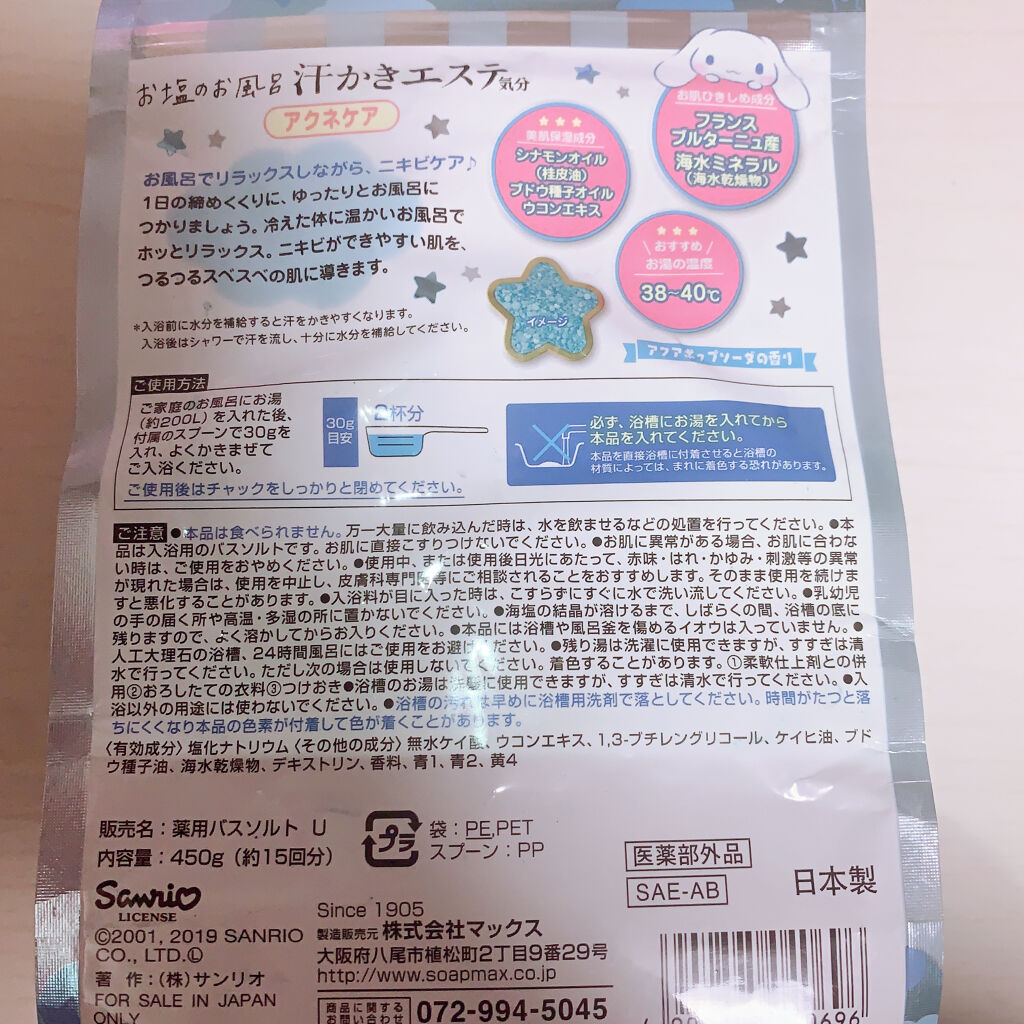 お塩のお風呂 汗かきエステ気分
アクネケア
お風呂でリラックスしながら、ニキビケア♪
1日の締めくくりに、ゆったりとお風呂に
つかりましょう。冷えた体に温かいお風呂で
ホッとリラックス。ニキビができやすい肌を、
つるつるスベスベの肌に導きます。
*入浴前に水分を補給すると汗をかきやすくなります。
入浴後はシャワーで汗を流し、十分に水分を補給してください。
美肌保湿成分
シナモンオイル
(桂皮油)
ブドウ種子オイル
ウコンエキス
お肌ひきしめ成分
フランス
ブルターニュ産
海水ミネラル
(海水乾燥物)
おすすめ
お湯の温度
38~40℃
イメージ
アクアポップソーダの香り
ご使用方法
ご家庭のお風呂にお湯
(約200L)を入れた後、
付属のスプーンで30gを
入れ、よくかきまぜて
ご入浴ください。
ご使用後はチャックをしっかりと閉めてください。
30g
目安
2杯分
必ず、浴槽にお湯を入れてから
本品を入れてください。
本品を直接浴槽に付着させると浴槽の
材質によっては、まれに着色する恐れがあります。
ご注意 ●本品は食べられません。万一大量に飲み込んだ時は、水を飲ませるなどの処置を行ってください。●本
品は入浴用のバスソルトです。お肌に直接こすりつけないでください。●お肌に異常がある場合、お肌に合わな
い時は、ご使用をおやめください。●使用中、または使用後日光にあたって、赤味・はれ・かゆみ・刺激等の異常
が現れた場合は、使用を中止し、皮膚科専門医等にご相談されることをおすすめします。そのまま使用を続けま
すと悪化することがあります。●入浴料が目に入った時は、こすらずにすぐに水で洗い流してください。●乳幼児
の手の届く所や高温・多湿の所に置かないでください。●海塩の結晶が溶けるまで、しばらくの間、浴槽の底に
残りますので、よく溶かしてからお入りください。●本品には浴槽や風呂釜を傷めるイオウは入っていません。●
人工大理石の浴槽、24時間風呂にはご使用をお避けください。●残り湯は洗濯に使用できますが、すすぎは清
水で行ってください。ただし次の場合は使用しないでください。着色することがあります。①柔軟仕上剤との併
用②おろしたての衣料③つけおき●浴槽のお湯は洗髪に使用できますが、すすぎは清水で行ってください。●入
浴以外の用途には使わないでください。●浴槽の汚れは早めに浴槽用洗剤で落としてください。時間がたつと落
ちにくくなり本品の色素が付着して色が着くことがあります。
〈有効成分〉塩化ナトリウム〈その他の成分〉無水ケイ酸、ウコンエキス、1,3-ブチレングリコール、ケイヒ油、ブド
ウ種子油、海水乾燥物、デキストリン、香料、青1、青2、黄4
販売名:薬用バスソルト U
内容量:450g(約15回分)
プラ
袋:PE,PET
スプーン:PP
医薬部外品
SAE-AB
日本製
Sanrio
LICENSE
©2001, 2019 SANRIO
CO., LTD.Ⓛ
著 作:(株)サンリオ
FOR SALE IN JAPAN
ONLY
Since 1905
製造販売元 株式会社マックス
大阪府八尾市植松町2丁目9番29号
http://www.soapmax.co.jp
商品に関する
お問い合わせ
072-994-5045